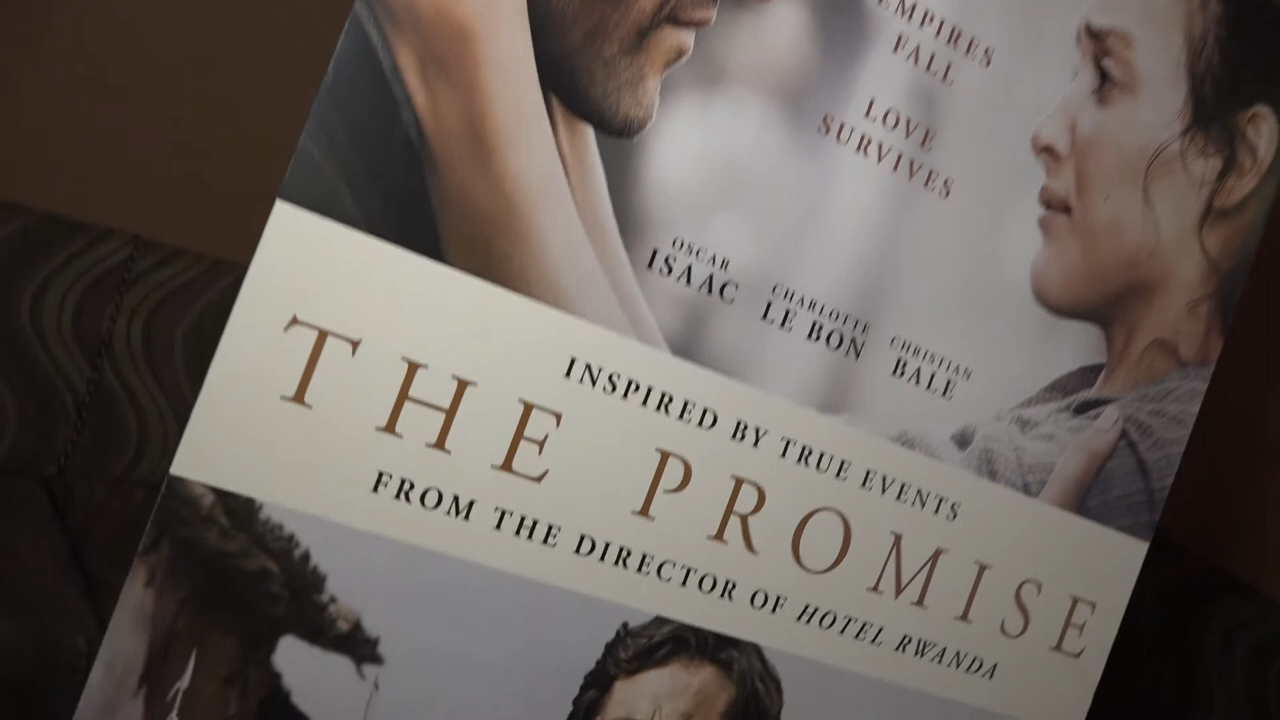 EMPIRES
FALL
LOVE
SURVIVES
OSCAR
ISAAC
CHARLOTTE
LE BON
CHRISTIAN
BALE
INSPIRED BY TRUE EVENTS
THE PROMISE
FROM THE DIRECTOR OF HOTEL RWANDA